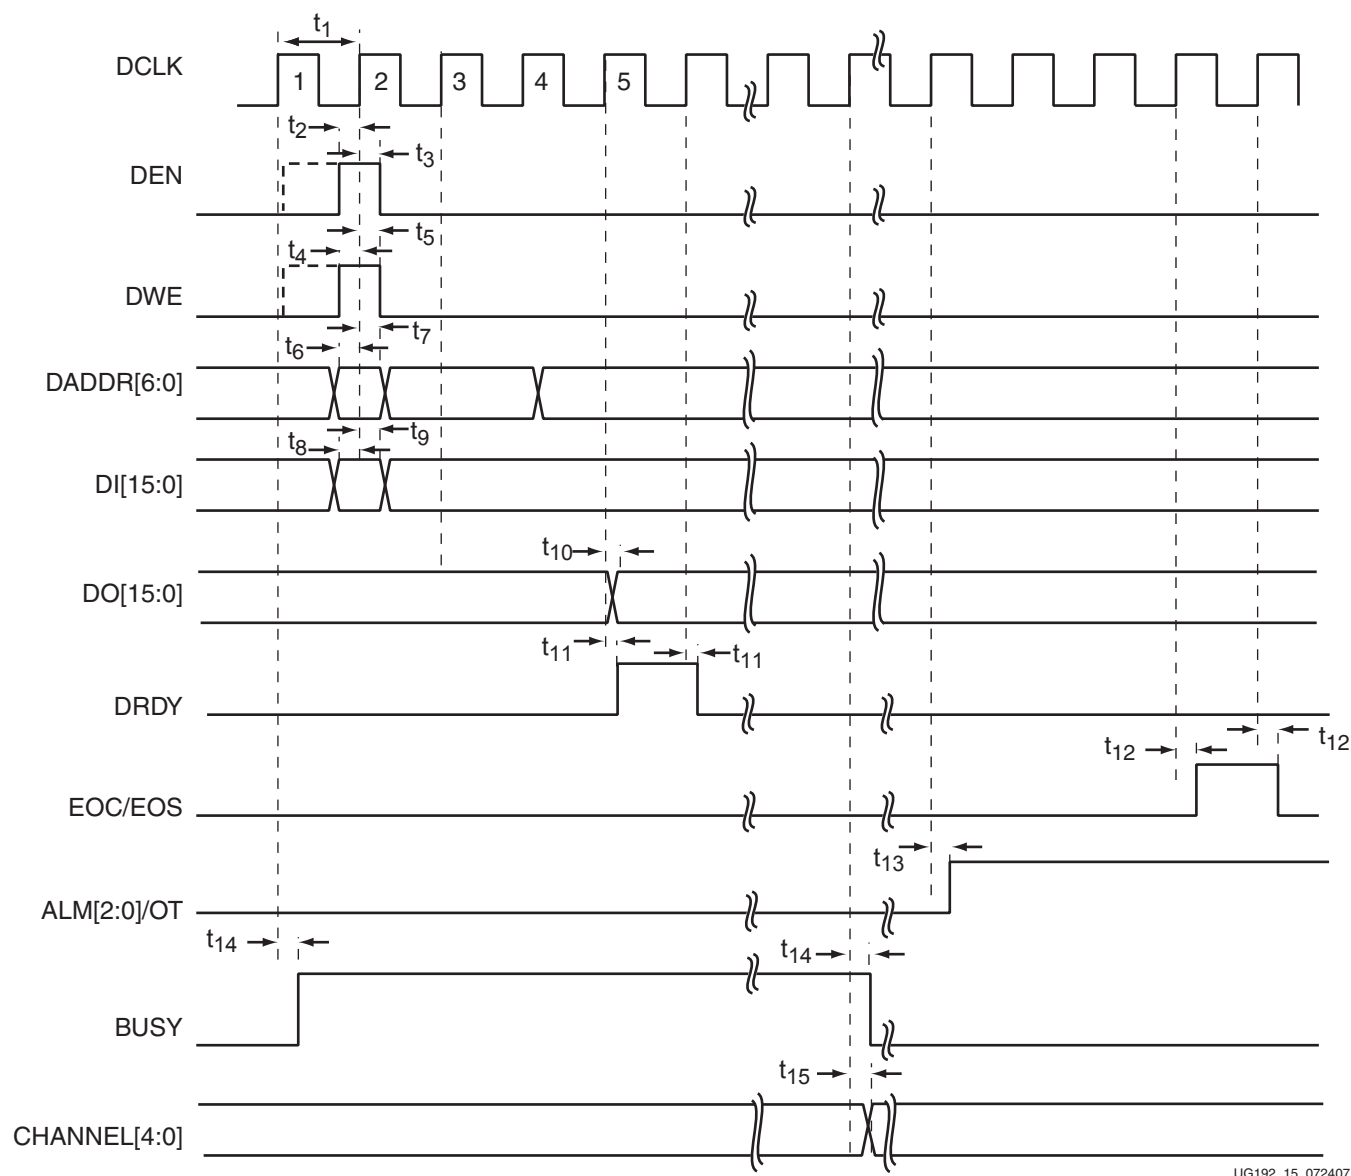 t1
DCLK
1 2 3 4 5
t2
t3
DEN
t5
t4
DWE
t7
t6
DADDR[6:0]
t9
t8
DI[15:0]
t10
DO[15:0]
t11 t11
DRDY
t12 t12
EOC/EOS
t13
ALM[2:0]/OT
t14 t14
BUSY
t15
CHANNEL[4:0]
UG192_15_072407